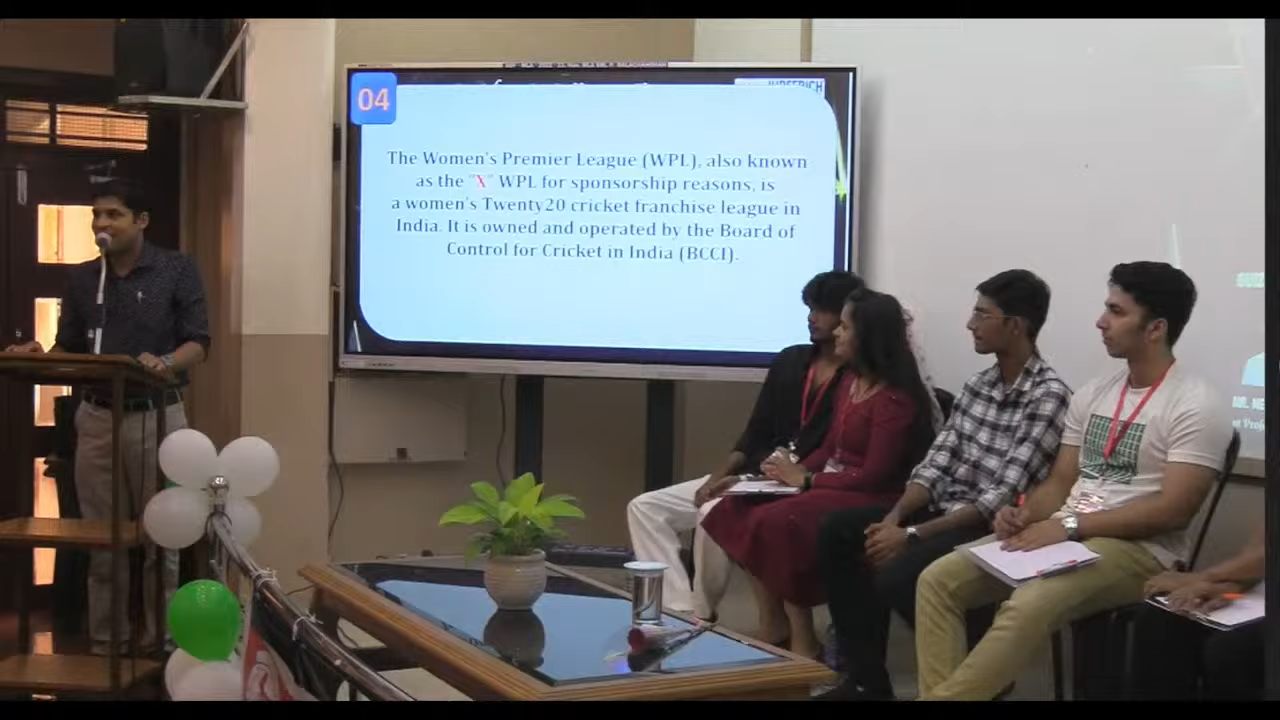 04
The Women's Premier League (WPL), also known
as the "X" WPL for sponsorship reasons, is
a women's Twenty20 cricket franchise league in
India. It is owned and operated by the Board of
Control for Cricket in India (BCCI).